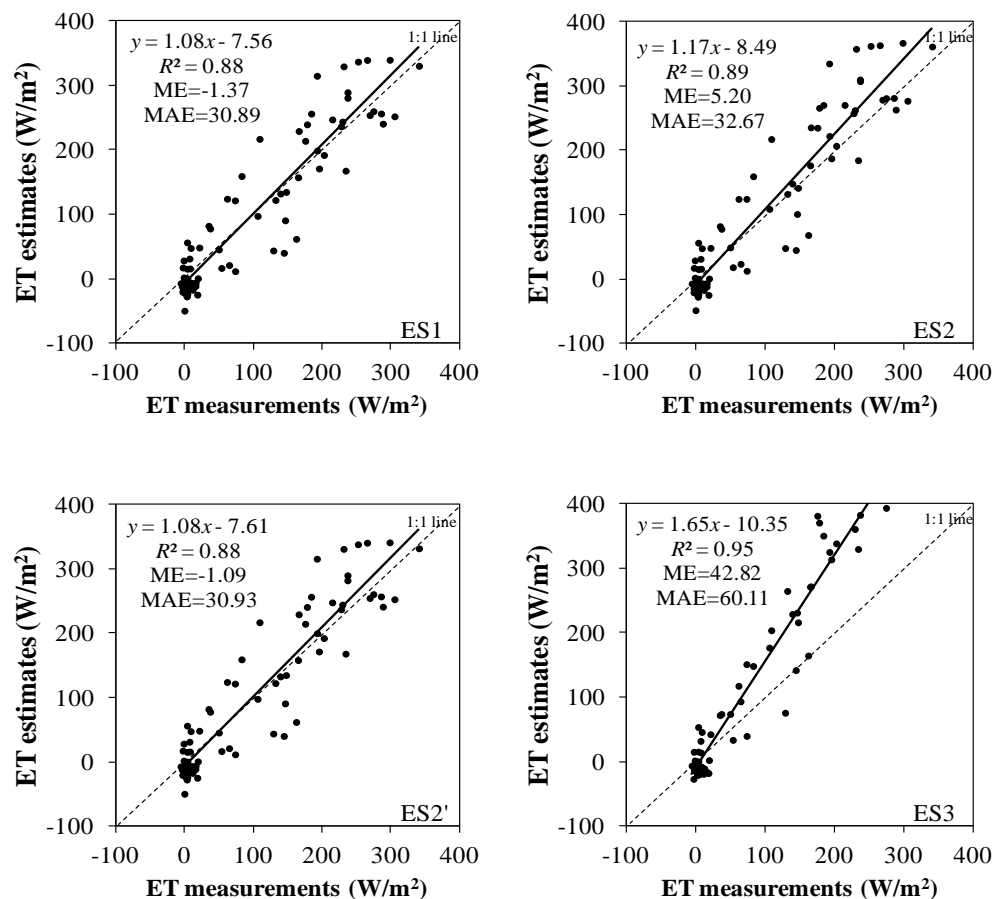 400
300
200
100
0
-100
ET estimates (W/m²)
y = 1.08x - 7.56
R² = 0.88
ME=-1.37
MAE=30.89
1:1 line
ES1
-100 0 100 200 300 400
ET measurements (W/m²)
400
300
200
100
0
-100
ET estimates (W/m²)
y = 1.17x - 8.49
R² = 0.89
ME=5.20
MAE=32.67
1:1 line
ES2
-100 0 100 200 300 400
ET measurements (W/m²)
400
300
200
100
0
-100
ET estimates (W/m²)
y = 1.08x - 7.61
R² = 0.88
ME=-1.09
MAE=30.93
1:1 line
ES2'
-100 0 100 200 300 400
ET measurements (W/m²)
400
300
200
100
0
-100
ET estimates (W/m²)
y = 1.65x - 10.35
R² = 0.95
ME=42.82
MAE=60.11
1:1 line
ES3
-100 0 100 200 300 400
ET measurements (W/m²)